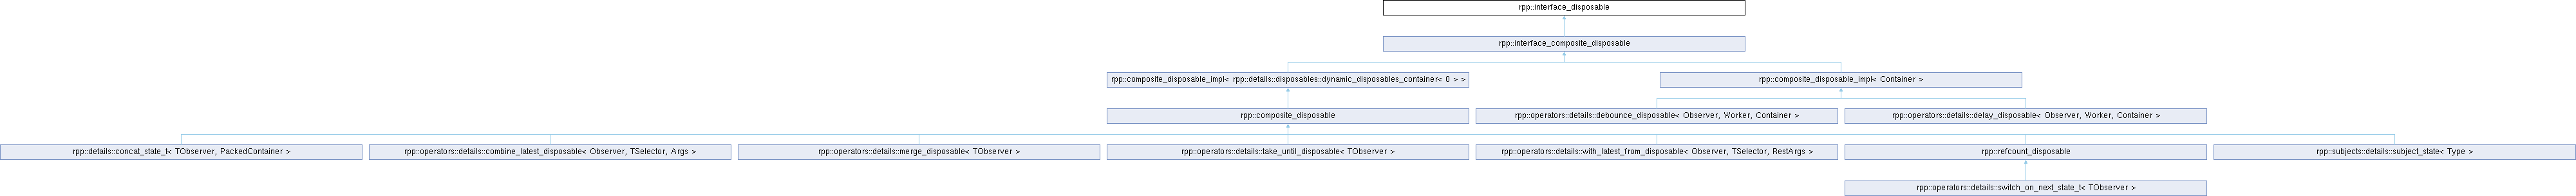 rpp::interface_disposable
rpp::interface_composite_disposable
rpp::composite_disposable_impl< rpp::details::disposables::dynamic_disposables_container< 0 > >
rpp::composite_disposable_impl< Container >
rpp::composite_disposable
rpp::operators::details::debounce_disposable< Observer, Worker, Container >
rpp::operators::details::delay_disposable< Observer, Worker, Container >
rpp::details::concat_state_t< TObserver, PackedContainer >
rpp::operators::details::combine_latest_disposable< Observer, TSelector, Args >
rpp::operators::details::merge_disposable< TObserver >
rpp::operators::details::take_until_disposable< TObserver >
rpp::operators::details::with_latest_from_disposable< Observer, TSelector, RestArgs >
rpp::refcount_disposable
rpp::subjects::details::subject_state< Type >
rpp::operators::details::switch_on_next_state_t< TObserver >